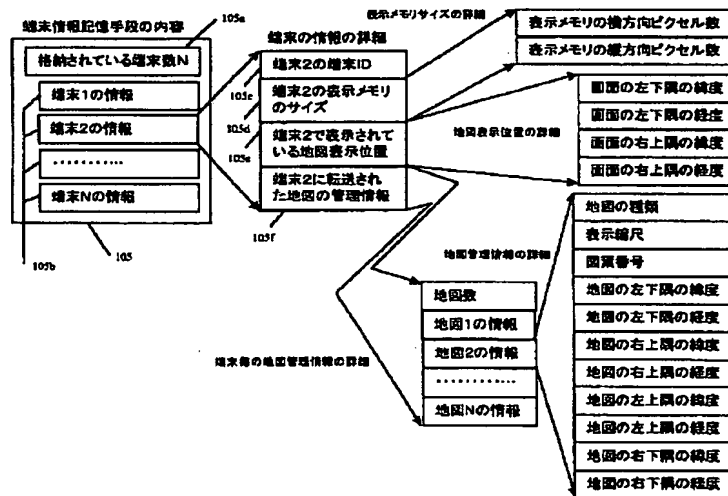 端末情報記憶手段の内容
105a
格納されている端末数N
端末1の情報
端末2の情報
…………
端末Nの情報
105b
105
端末の情報の詳細
端末2の端末ID
105c
端末2の表示メモリ
のサイズ
105d
端末2で表示されて
いる地図表示位置
105e
端末2に転送され
た地図の管理情報
105f
表示メモリサイズの詳細
表示メモリの横方向ピクセル数
表示メモリの縦方向ピクセル数
地図表示位置の詳細
画面の左下隅の緯度
画面の左下隅の経度
画面の右上隅の緯度
画面の右上隅の経度
端末毎の地図管理情報の詳細
地図数
地図1の情報
地図2の情報
…………
地図Nの情報
地図管理情報の詳細
地図の種類
表示縮尺
図葉番号
地図の左下隅の緯度
地図の左下隅の経度
地図の右上隅の緯度
地図の右上隅の経度
地図の左上隅の緯度
地図の左上隅の経度
地図の右下隅の緯度
地図の右下隅の経度